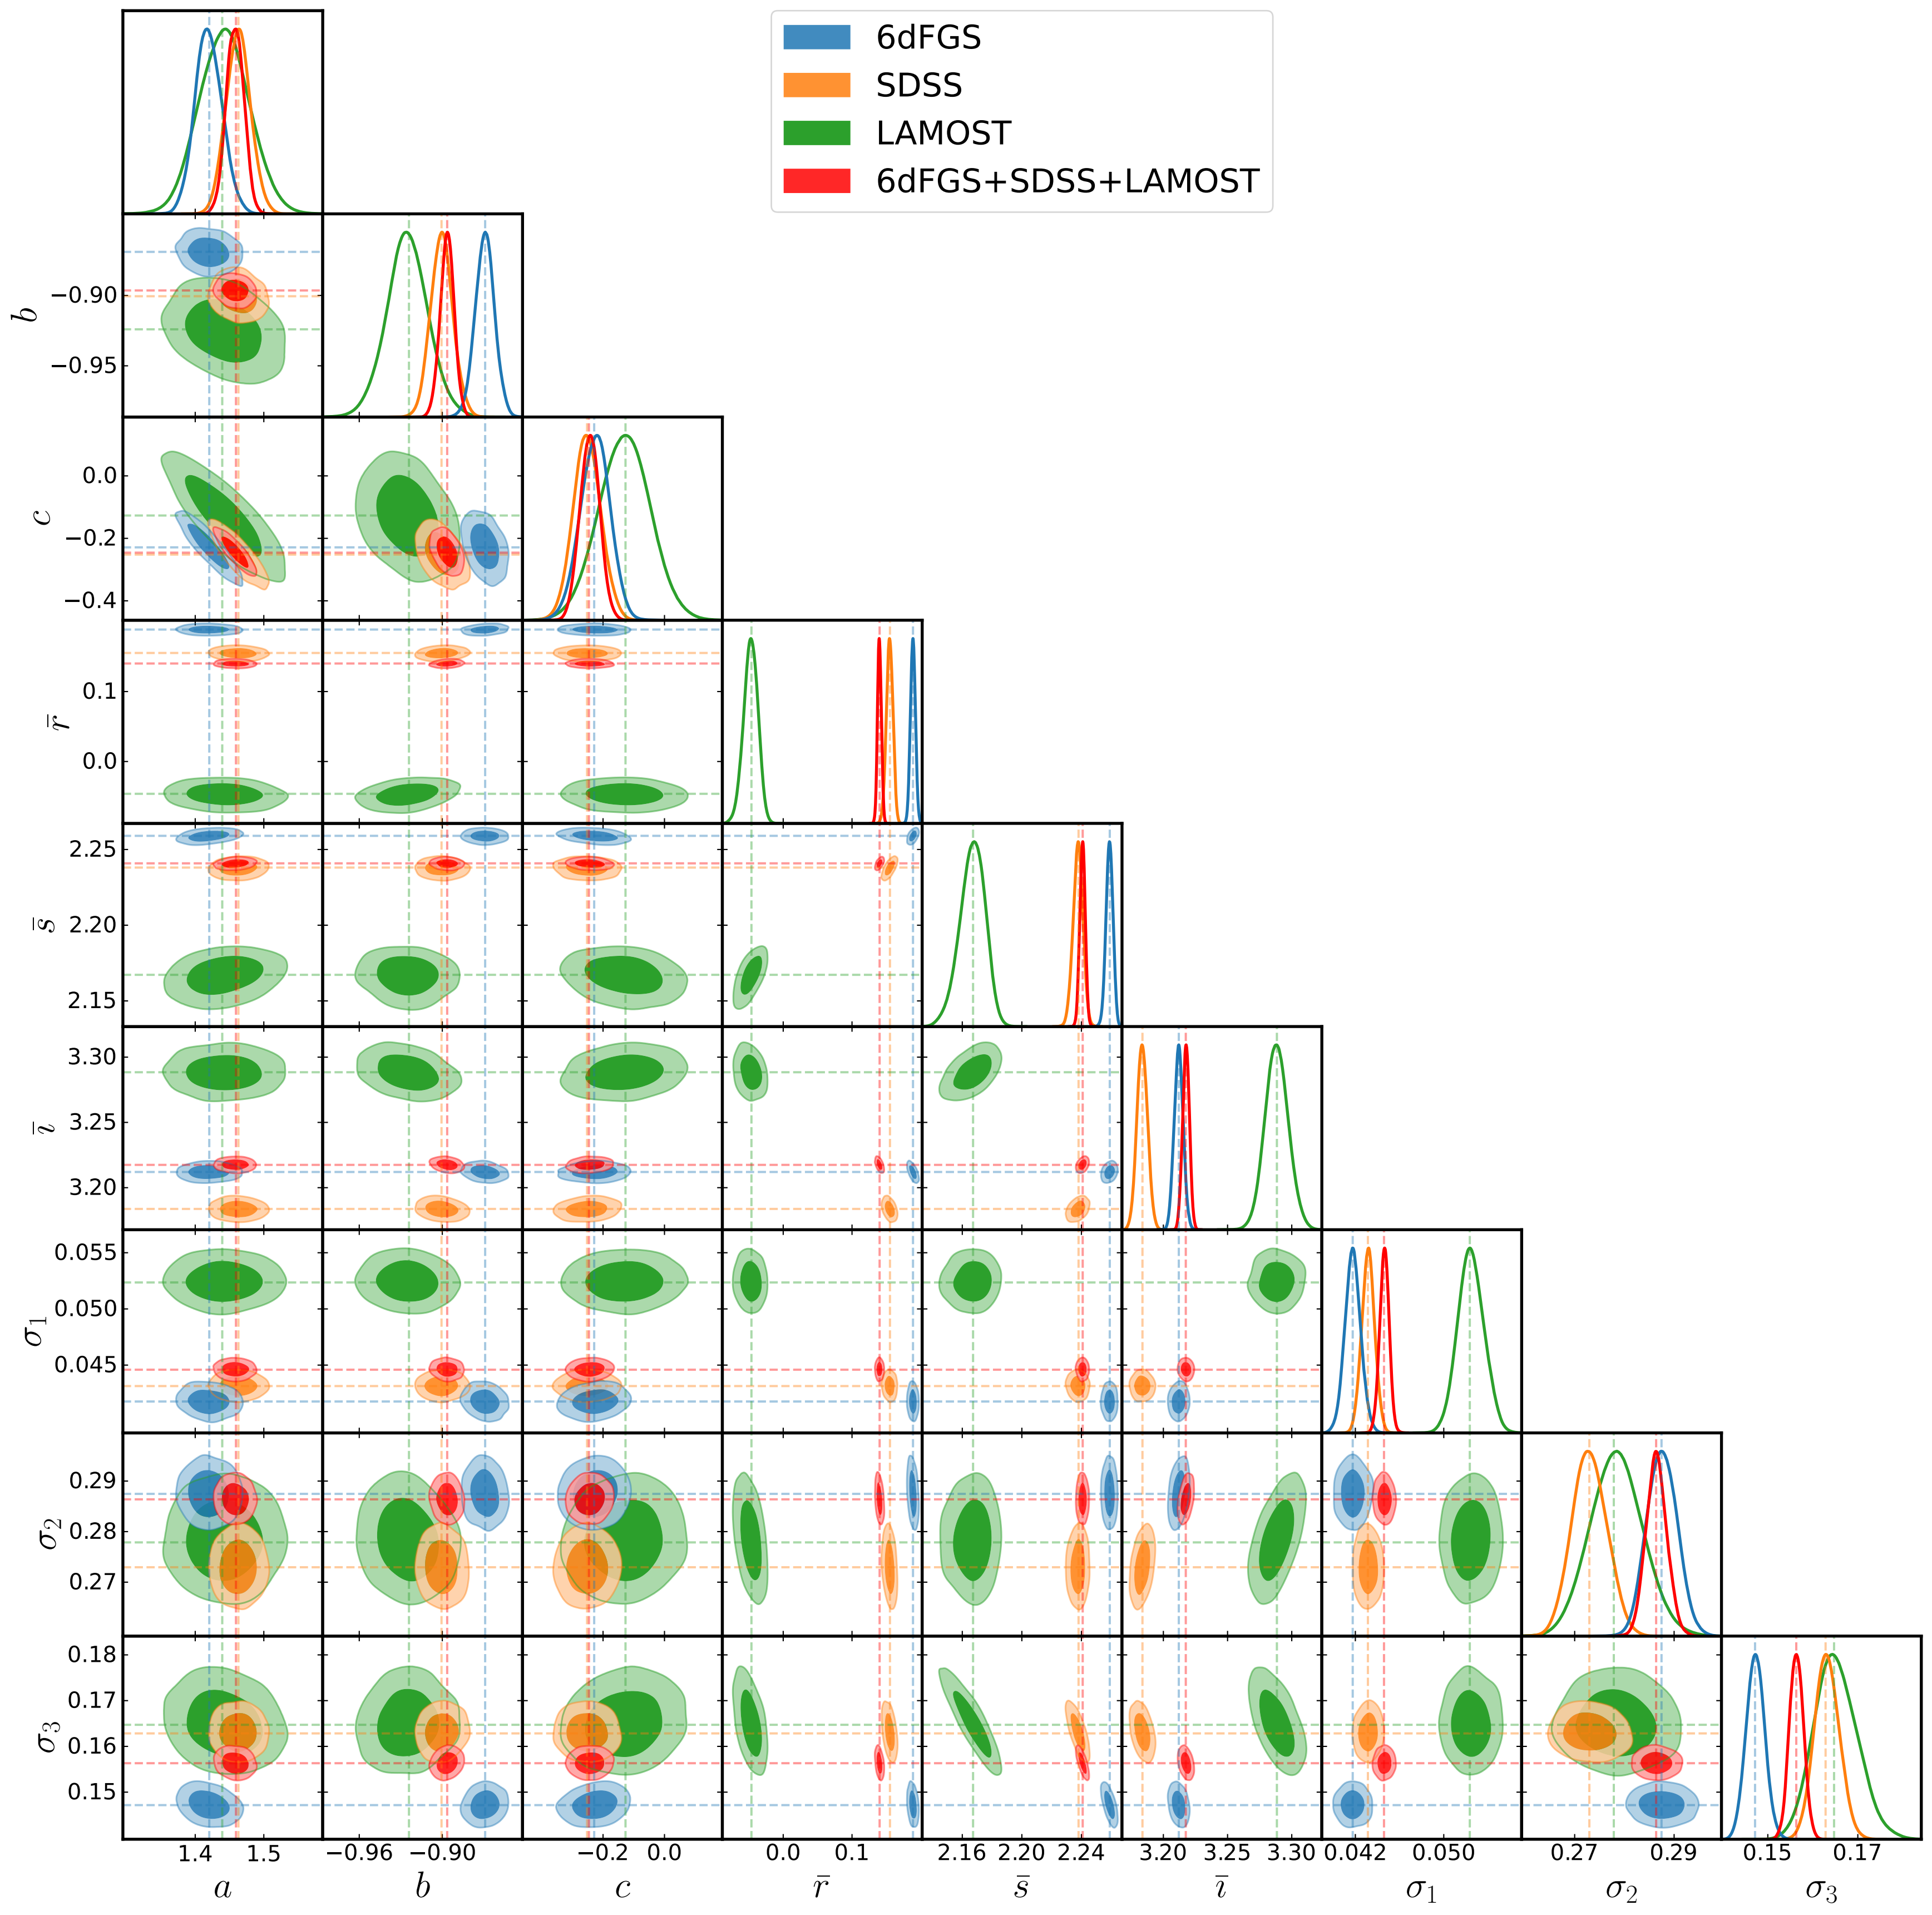 6dFGS
SDSS
LAMOST
6dFGS+SDSS+LAMOST
b
−0.90
−0.95
c
0.0
−0.2
−0.4
r̄
0.1
0.0
s̄
2.25
2.20
2.15
ı̄
3.30
3.25
3.20
σ₁
0.055
0.050
0.045
σ₂
0.29
0.28
0.27
σ₃
0.18
0.17
0.16
0.15
1.4 1.5 −0.96 −0.90 −0.2 0.0 0.0 0.1 2.16 2.20 2.24 3.20 3.25 3.30 0.042 0.050 0.27 0.29 0.15 0.17
a b c r̄ s̄ ı̄ σ₁ σ₂ σ₃